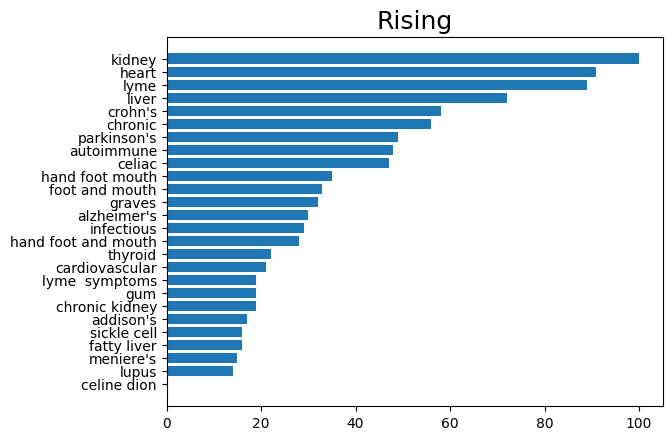 Rising
kidney
heart
lyme
liver
crohn's
chronic
parkinson's
autoimmune
celiac
hand foot mouth
foot and mouth
graves
alzheimer's
infectious
hand foot and mouth
thyroid
cardiovascular
lyme  symptoms
gum
chronic kidney
addison's
sickle cell
fatty liver
meniere's
lupus
celine dion
0 20 40 60 80 100